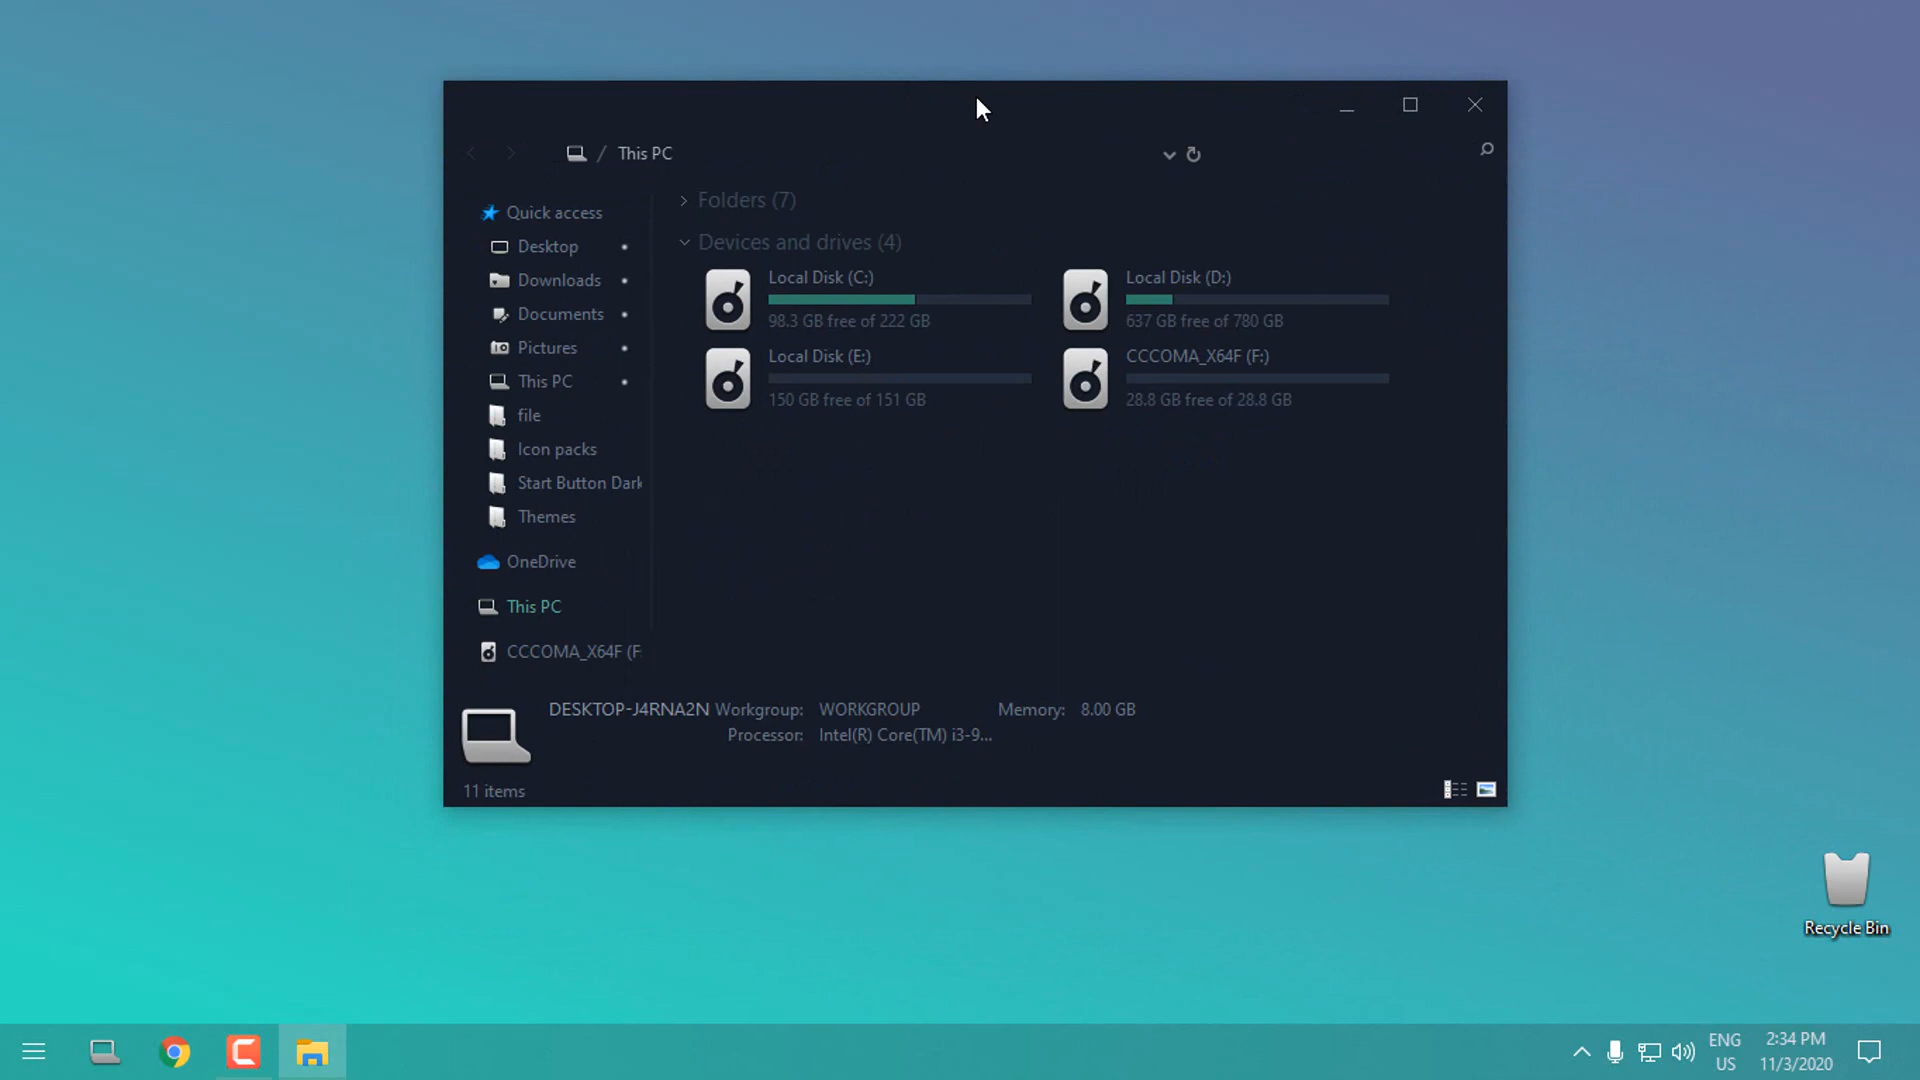 / This PC
Quick access
Desktop
Downloads
Documents
Pictures
This PC
file
Icon packs
Start Button Dark
Themes
OneDrive
This PC
CCCOMA_X64F (F:
Folders (7)
Devices and drives (4)
Local Disk (C:)
98.3 GB free of 222 GB
Local Disk (D:)
637 GB free of 780 GB
Local Disk (E:)
150 GB free of 151 GB
CCCOMA_X64F (F:)
28.8 GB free of 28.8 GB
DESKTOP-J4RNA2N Workgroup: WORKGROUP Memory: 8.00 GB
Processor: Intel(R) Core(TM) i3-9...
11 items
Recycle Bin
ENG
US
2:34 PM
11/3/2020